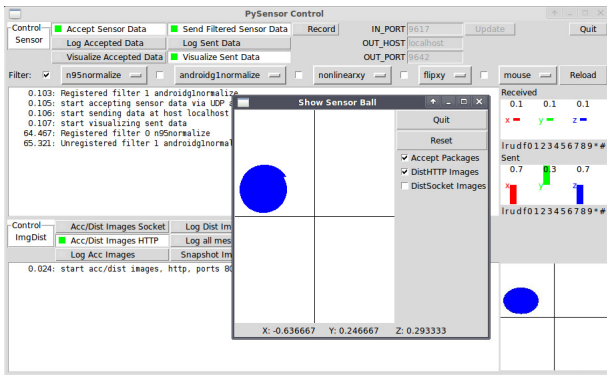 PySensor Control
Control Sensor Accept Sensor Data Send Filtered Sensor Data Record IN_PORT 9617 Update Quit
Log Accepted Data Log Sent Data OUT_HOST localhost
Visualize Accepted Data Visualize Sent Data OUT_PORT 9642
Filter: n95normalize androidg1normalize nonlinearxy flipxy mouse Reload
0.103: Registered filter 1 androidg1normalize
0.105: start accepting sensor data via UDP
0.106: start sending data at host localhost
0.107: start visualizing sent data
64.467: Registered filter 0 n95normalize
65.321: Unregistered filter 1 androidg1normal
Show Sensor Ball
Quit
Reset
Accept Packages
DistHTTP Images
DistSocket Images
X: -0.636667 Y: 0.246667 Z: 0.293333
Received
0.1 0.1 0.1
x y z
lrudf0123456789*#
Sent
0.7 0.3 0.7
x y z
lrudf0123456789*#
Control ImgDist Acc/Dist Images Socket Log Dist Im
Acc/Dist Images HTTP Log all mes
Log Acc Images Snapshot Im
0.024: start acc/dist images, http, ports 80